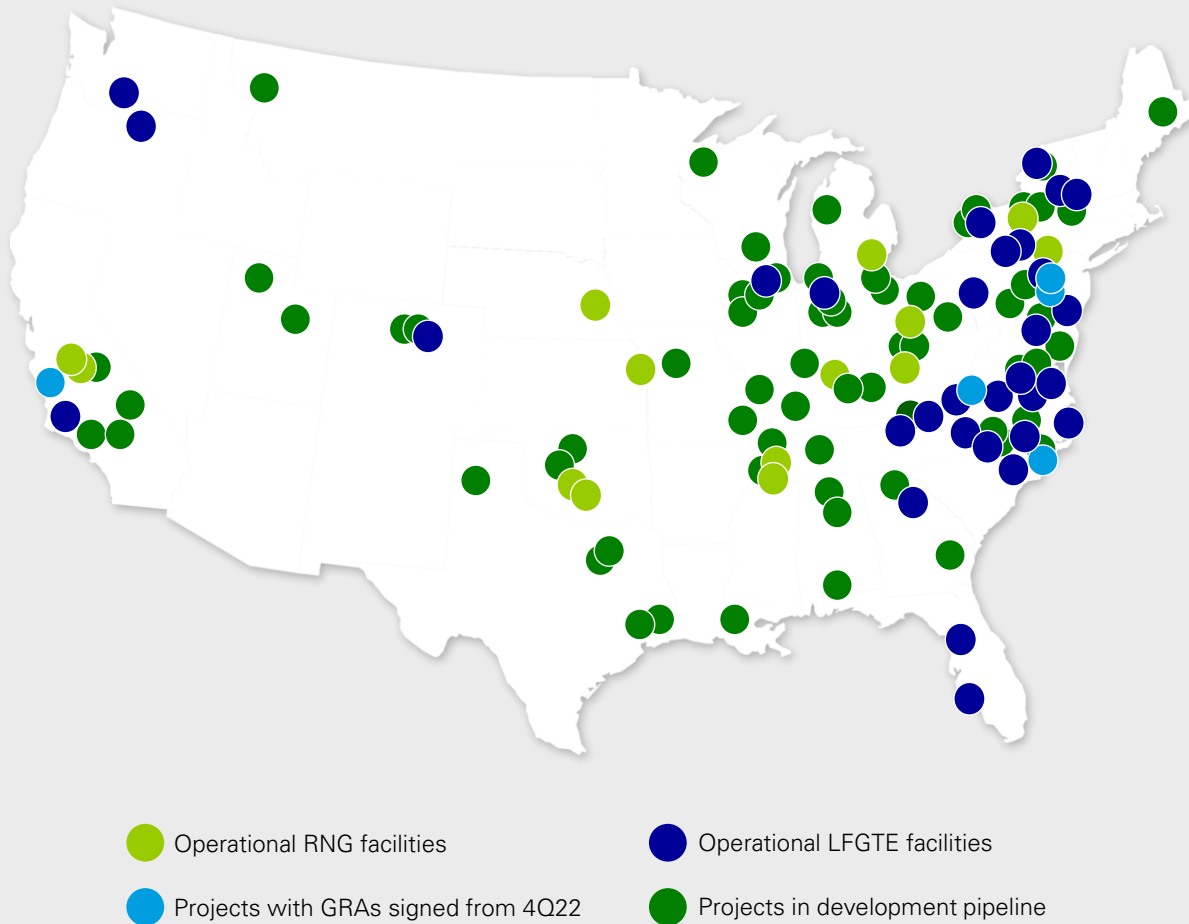 Operational RNG facilities
Operational LFGTE facilities
Projects with GRAs signed from 4Q22
Projects in development pipeline